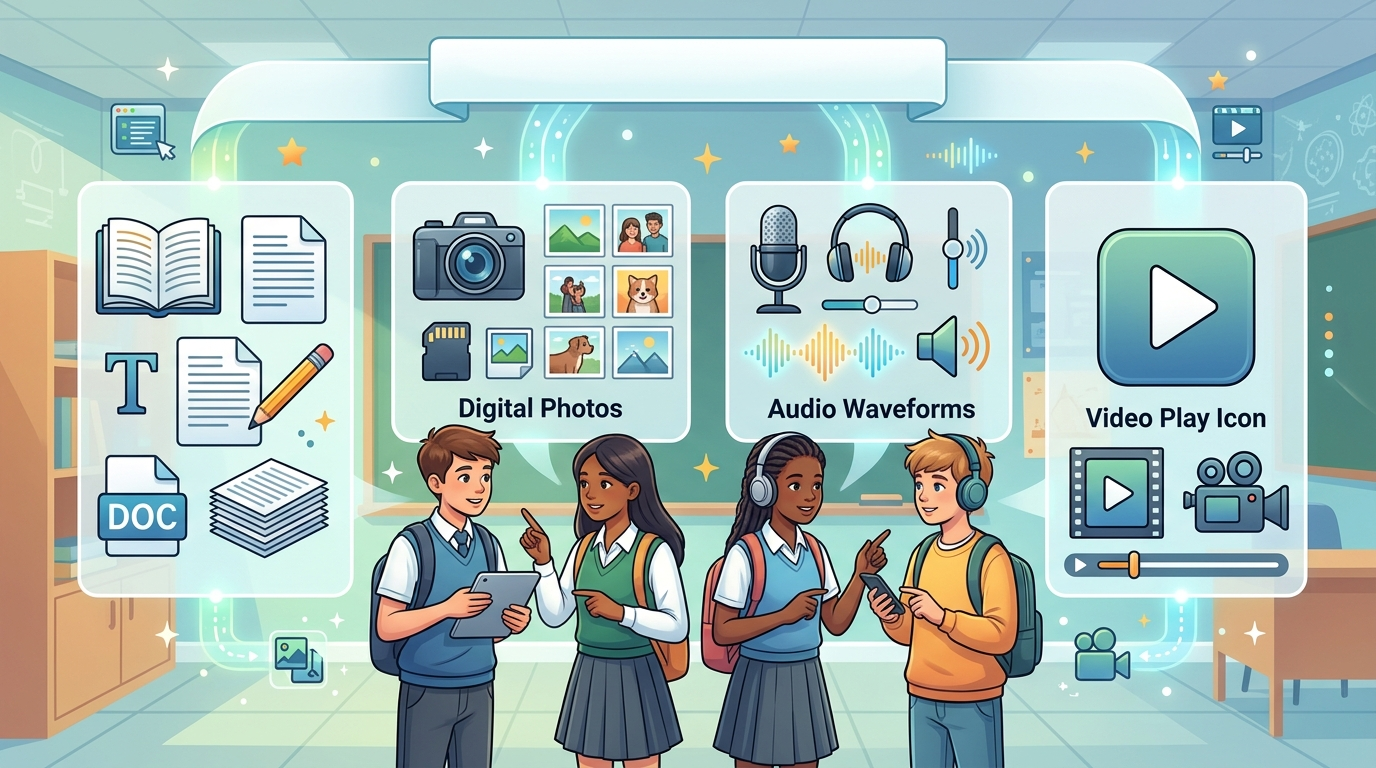 T
DOC
Digital Photos
Audio Waveforms
Video Play Icon